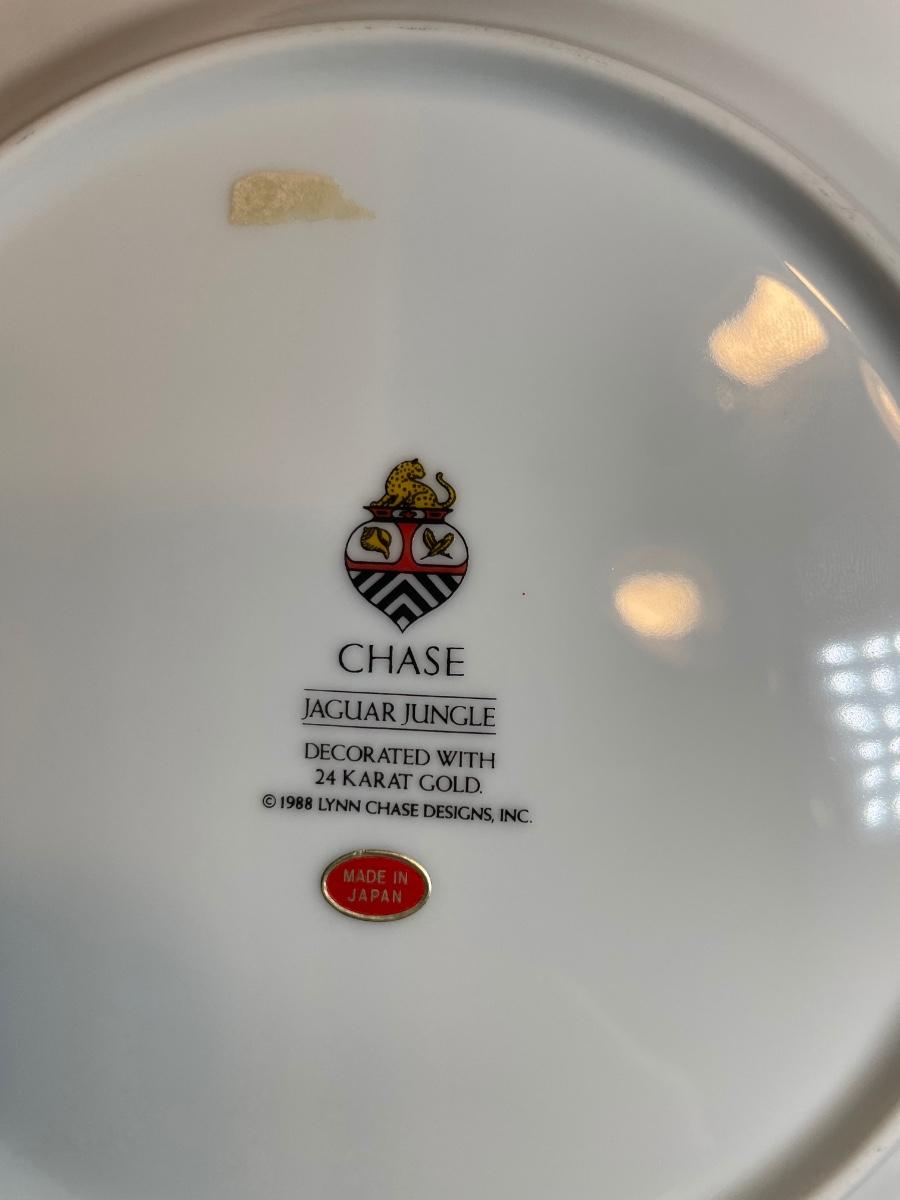 CHASE
JAGUAR JUNGLE
DECORATED WITH
24 KARAT GOLD.
© 1988 LYNN CHASE DESIGNS, INC.
MADE IN
JAPAN